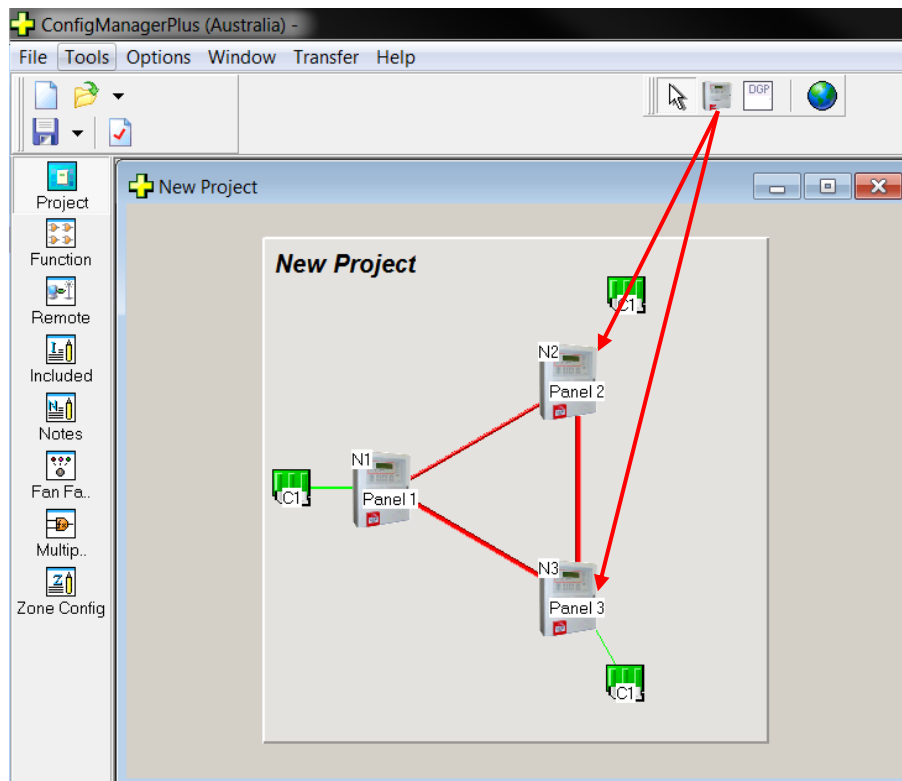 ConfigManagerPlus (Australia) -
File Tools Options Window Transfer Help
DGP
Project
Function
Remote
Included
Notes
Fan Fa..
Multip..
Zone Config
New Project
New Project
C1
N2
Panel 2
N1
Panel 1
C1
N3
Panel 3
C1